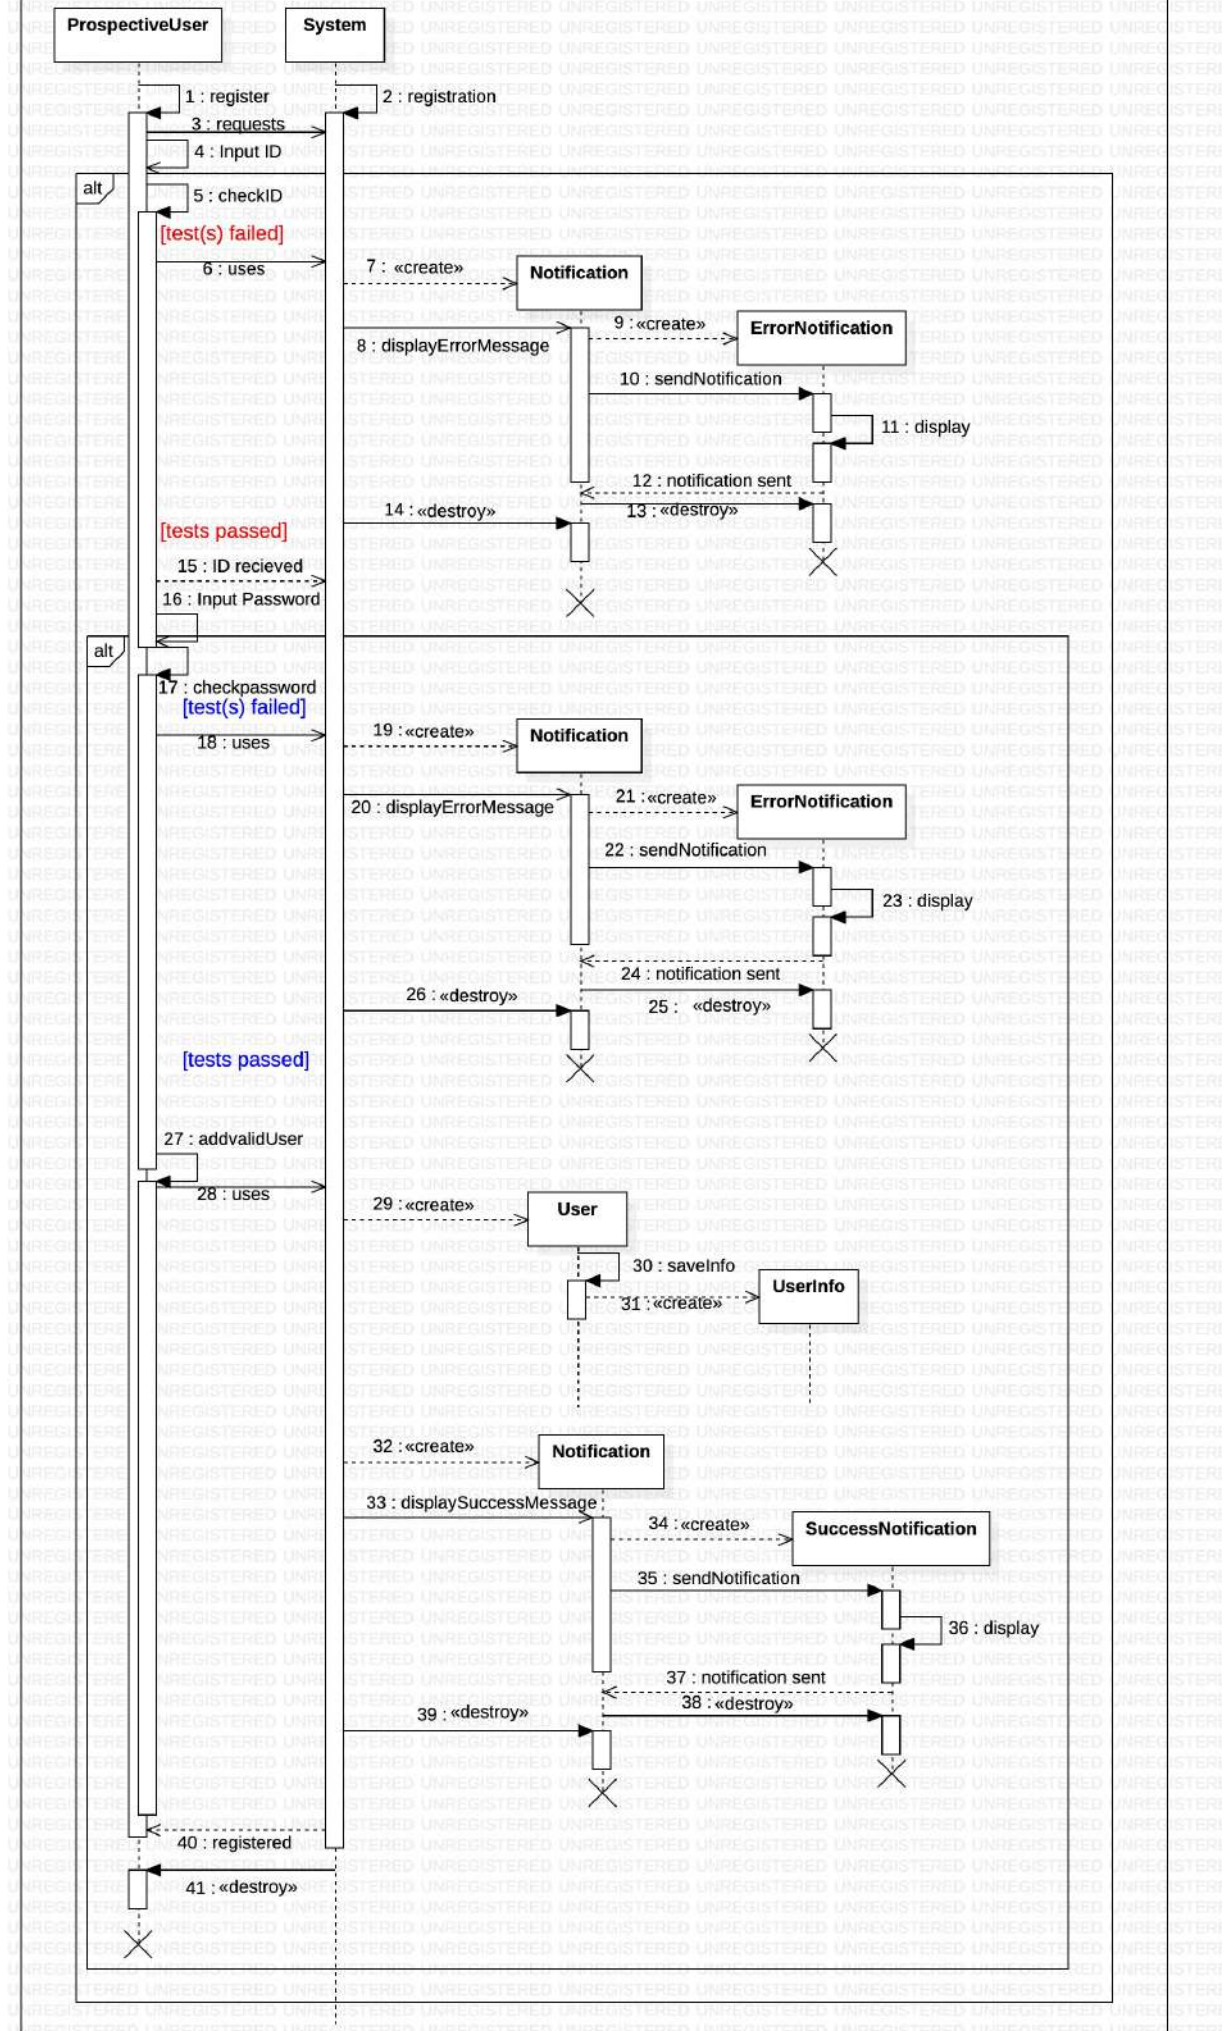 ProspectiveUser
System
1 : register
2 : registration
3 : requests
4 : Input ID
alt
5 : checkID
[test(s) failed]
6 : uses
7 : «create»
Notification
8 : displayErrorMessage
9 : «create»
ErrorNotification
10 : sendNotification
11 : display
12 : notification sent
13 : «destroy»
14 : «destroy»
[tests passed]
15 : ID recieved
16 : Input Password
alt
17 : checkpassword
[test(s) failed]
18 : uses
19 : «create»
Notification
20 : displayErrorMessage
21 : «create»
ErrorNotification
22 : sendNotification
23 : display
24 : notification sent
25 : «destroy»
26 : «destroy»
[tests passed]
27 : addvalidUser
28 : uses
29 : «create»
User
30 : saveInfo
31 : «create»
UserInfo
32 : «create»
Notification
33 : displaySuccessMessage
34 : «create»
SuccessNotification
35 : sendNotification
36 : display
37 : notification sent
38 : «destroy»
39 : «destroy»
40 : registered
41 : «destroy»